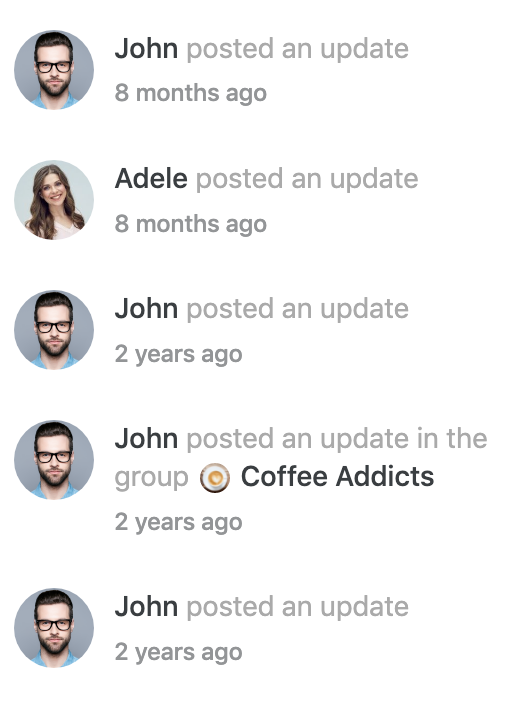 John posted an update
8 months ago
Adele posted an update
8 months ago
John posted an update
2 years ago
John posted an update in the
group Coffee Addicts
2 years ago
John posted an update
2 years ago